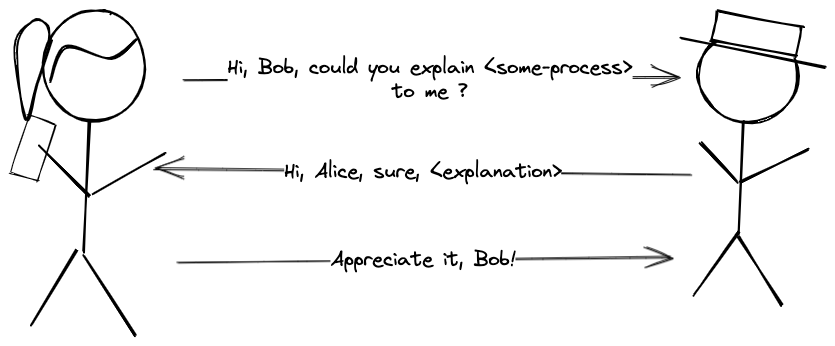 Hi, Bob, could you explain <some-process>
to me ?
Hi, Alice, sure, <explanation>
Appreciate it, Bob!